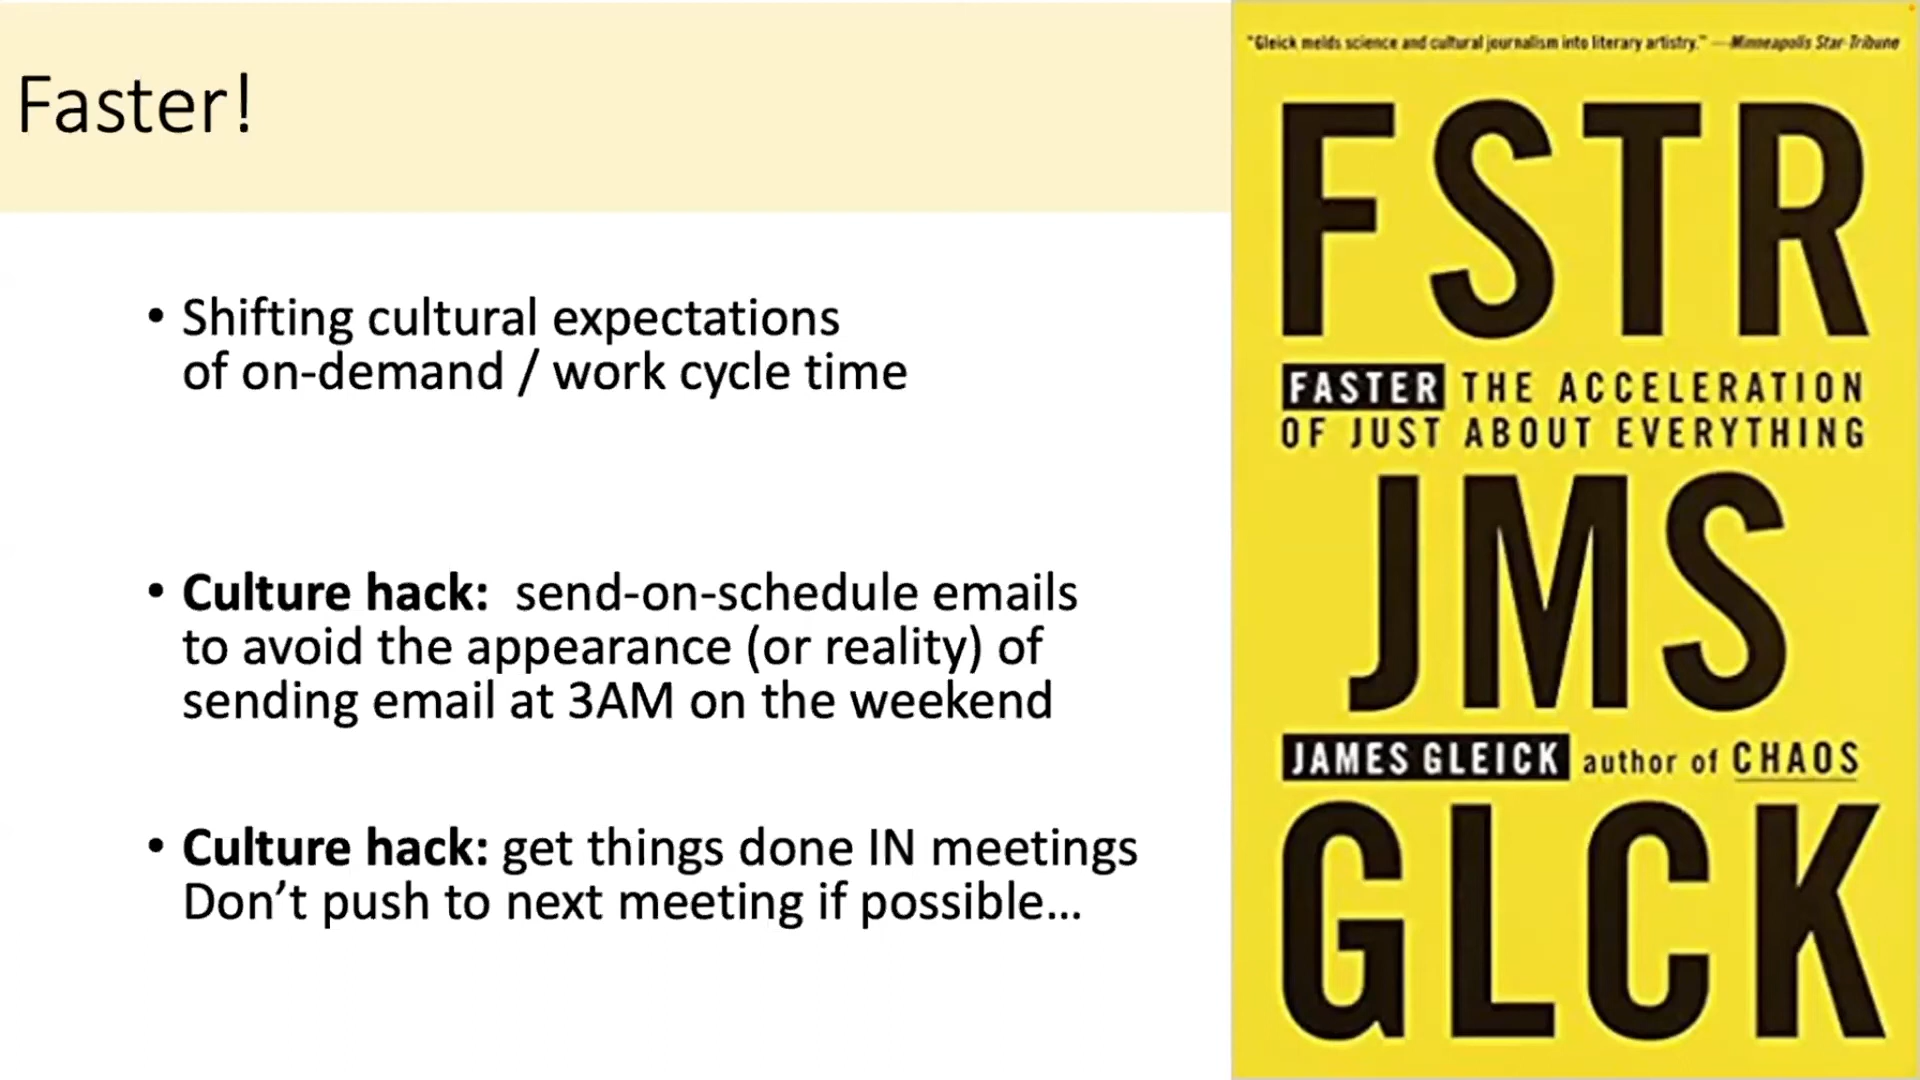 Faster!
• Shifting cultural expectations
of on-demand / work cycle time
• Culture hack:  send-on-schedule emails
to avoid the appearance (or reality) of
sending email at 3AM on the weekend
• Culture hack: get things done IN meetings
Don’t push to next meeting if possible...
"Gleick melds science and cultural journalism into literary artistry." —Minneapolis Star-Tribune
FSTR
FASTER THE ACCELERATION
OF JUST ABOUT EVERYTHING
JMS
JAMES GLEICK author of CHAOS
GLCK